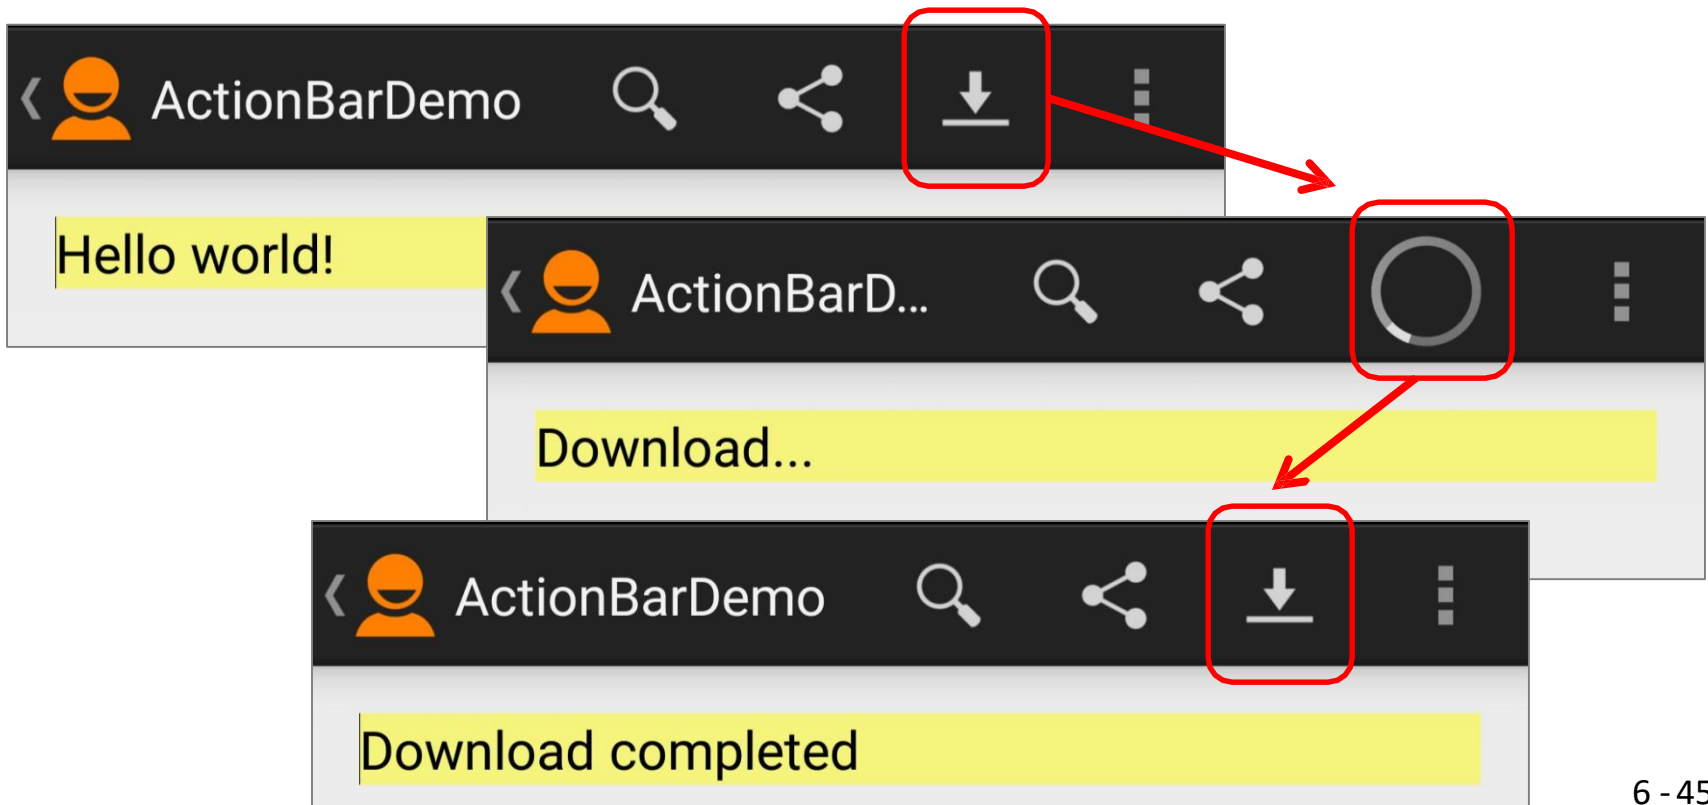 ActionBarDemo
Hello world!
ActionBarD...
Download...
ActionBarDemo
Download completed
6 - 45